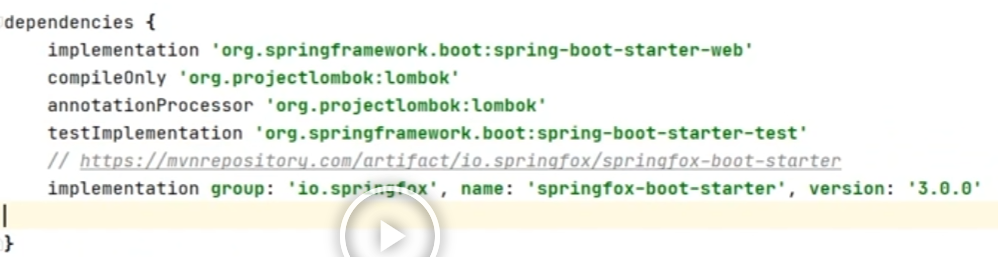 dependencies {
    implementation 'org.springframework.boot:spring-boot-starter-web'
    compileOnly 'org.projectlombok:lombok'
    annotationProcessor 'org.projectlombok:lombok'
    testImplementation 'org.springframework.boot:spring-boot-starter-test'
    // https://mvnrepository.com/artifact/io.springfox/springfox-boot-starter
    implementation group: 'io.springfox', name: 'springfox-boot-starter', version: '3.0.0'
}